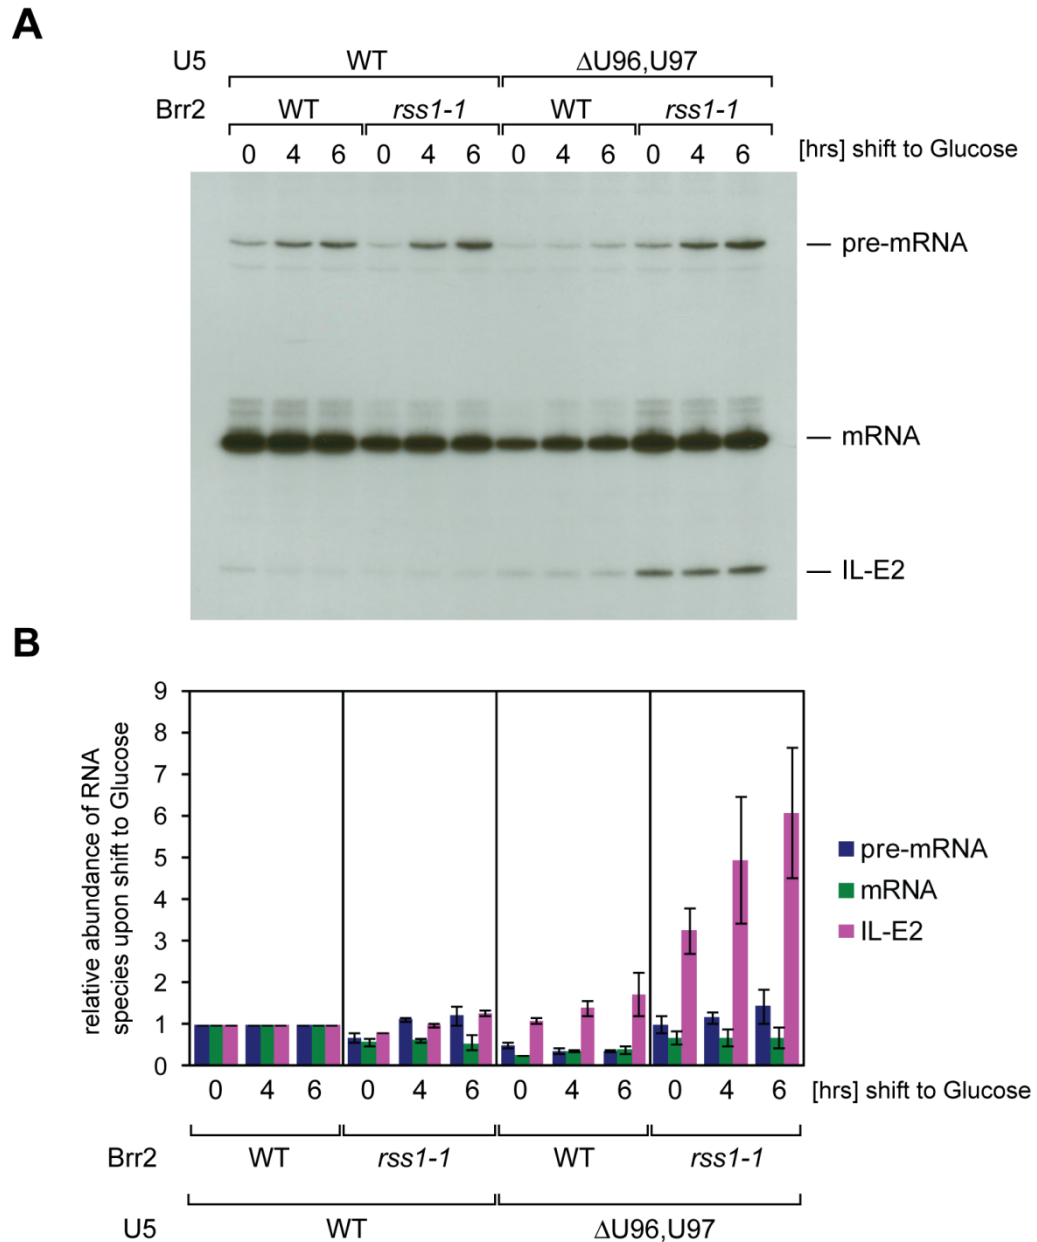 A
U5 WT ΔU96,U97
Brr2 WT rss1-1 WT rss1-1
0 4 6 0 4 6 0 4 6 0 4 6 [hrs] shift to Glucose
pre-mRNA
mRNA
IL-E2
B
relative abundance of RNA
species upon shift to Glucose
9
8
7
6
5
4
3
2
1
0
pre-mRNA
mRNA
IL-E2
0 4 6 0 4 6 0 4 6 0 4 6 [hrs] shift to Glucose
Brr2 WT rss1-1 WT rss1-1
U5 WT ΔU96,U97